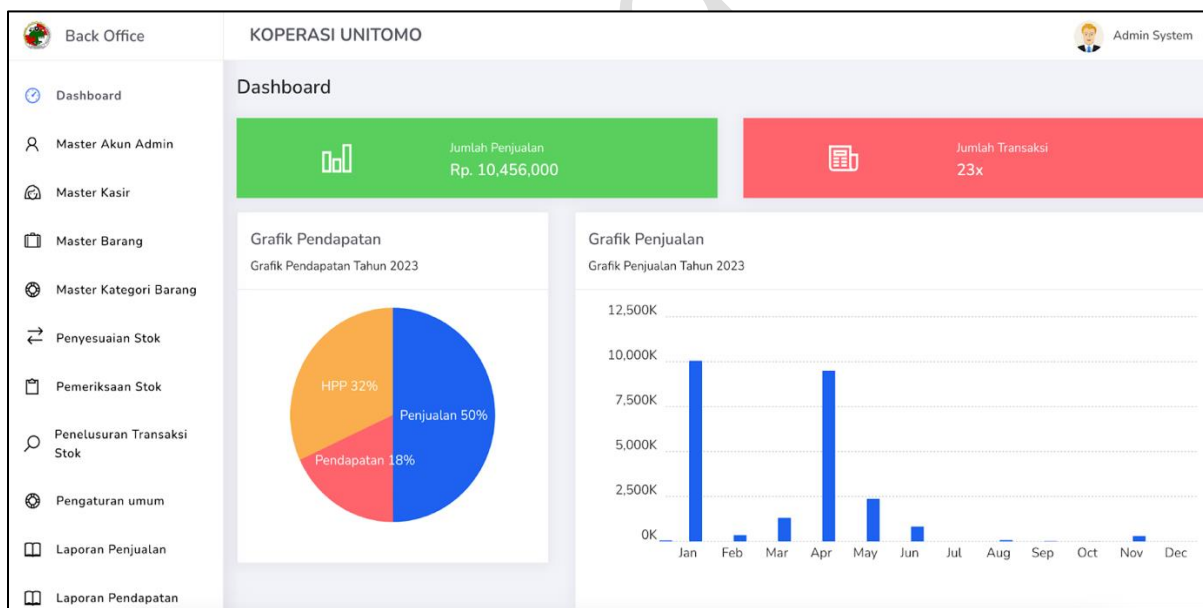 Back Office
KOPERASI UNITOMO
Admin System
Dashboard
Master Akun Admin
Master Kasir
Master Barang
Master Kategori Barang
Penyesuaian Stok
Pemeriksaan Stok
Penelusuran Transaksi
Stok
Pengaturan umum
Laporan Penjualan
Laporan Pendapatan
Dashboard
Jumlah Penjualan
Rp. 10,456,000
Jumlah Transaksi
23x
Grafik Pendapatan
Grafik Pendapatan Tahun 2023
HPP 32%
Penjualan 50%
Pendapatan 18%
Grafik Penjualan
Grafik Penjualan Tahun 2023
12,500K
10,000K
7,500K
5,000K
2,500K
0K
Jan Feb Mar Apr May Jun Jul Aug Sep Oct Nov Dec